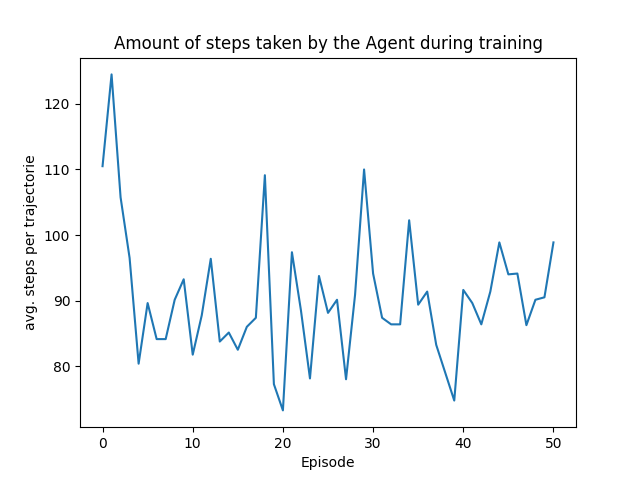 Amount of steps taken by the Agent during training
avg. steps per trajectorie
120
110
100
90
80
0 10 20 30 40 50
Episode